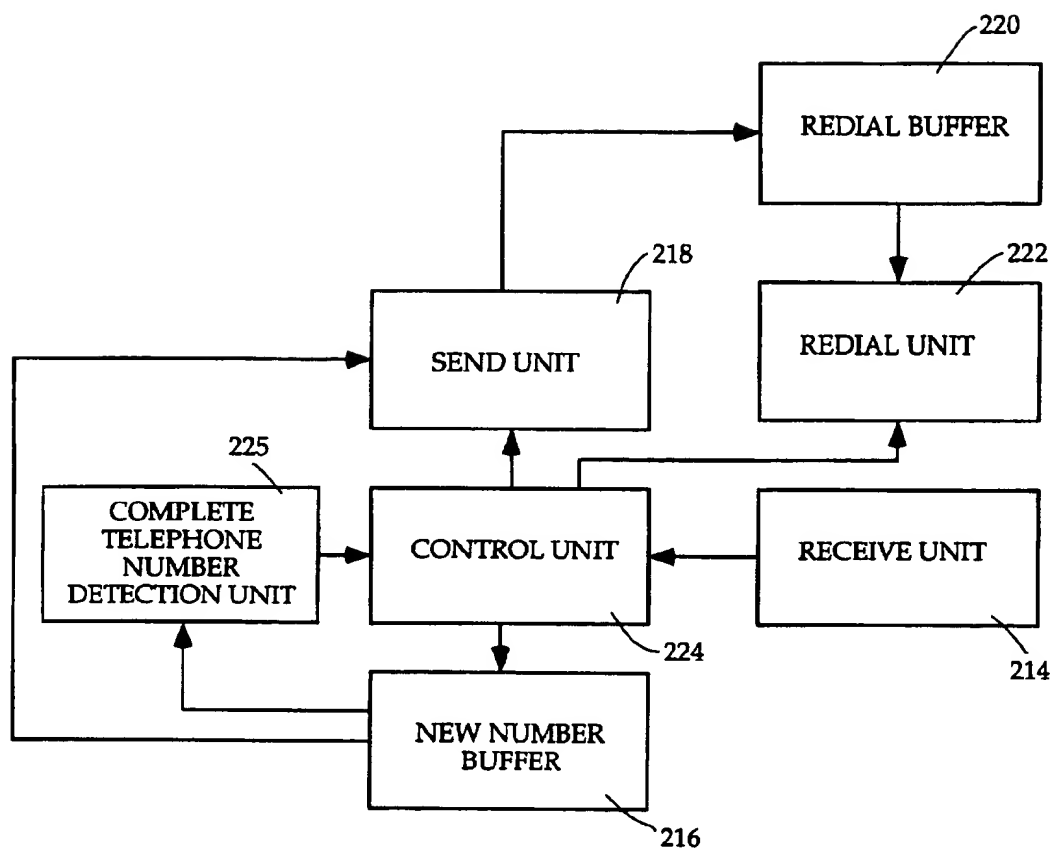 220
REDIAL BUFFER
218
222
SEND UNIT
REDIAL UNIT
225
COMPLETE
TELEPHONE
NUMBER
DETECTION UNIT
CONTROL UNIT
RECEIVE UNIT
224
214
NEW NUMBER
BUFFER
216